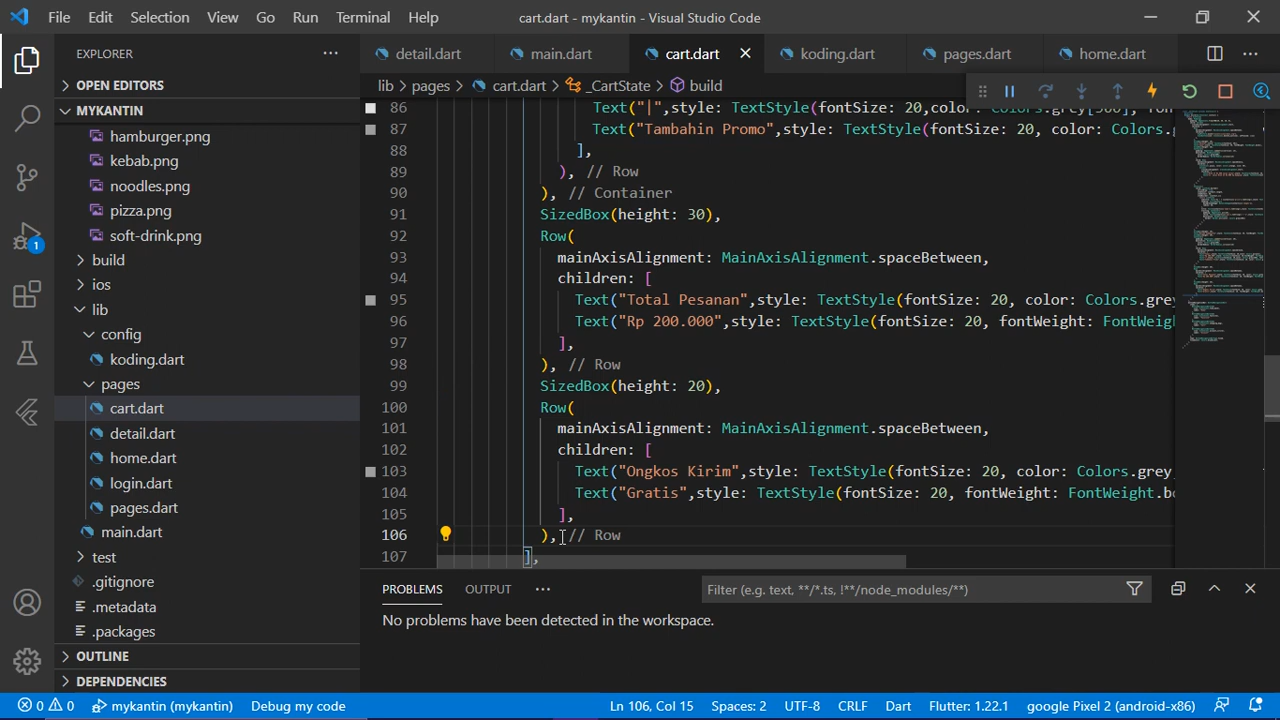 File Edit Selection View Go Run Terminal Help
cart.dart - mykantin - Visual Studio Code
EXPLORER
detail.dart main.dart cart.dart koding.dart pages.dart home.dart
lib > pages > cart.dart > _CartState > build
OPEN EDITORS
MYKANTIN
hamburger.png
kebab.png
noodles.png
pizza.png
soft-drink.png
build
ios
lib
config
koding.dart
pages
cart.dart
detail.dart
home.dart
login.dart
pages.dart
main.dart
test
.gitignore
.metadata
.packages
OUTLINE
DEPENDENCIES
1
86 Text("|",style: TextStyle(fontSize: 20,color: Colors.grey[300],
87 Text("Tambahin Promo",style: TextStyle(fontSize: 20, color: Colors.g
88 ],
89 ), // Row
90 ), // Container
91 SizedBox(height: 30),
92 Row(
93 mainAxisAlignment: MainAxisAlignment.spaceBetween,
94 children: [
95 Text("Total Pesanan",style: TextStyle(fontSize: 20, color: Colors.grey
96 Text("Rp 200.000",style: TextStyle(fontSize: 20, fontWeight: FontWeig
97 ],
98 ), // Row
99 SizedBox(height: 20),
100 Row(
101 mainAxisAlignment: MainAxisAlignment.spaceBetween,
102 children: [
103 Text("Ongkos Kirim",style: TextStyle(fontSize: 20, color: Colors.grey
104 Text("Gratis",style: TextStyle(fontSize: 20, fontWeight: FontWeight.bo
105 ],
106 ), // Row
107 ],
PROBLEMS OUTPUT
Filter (e.g. text, **/*.ts, !**/node_modules/**)
No problems have been detected in the workspace.
0 0 mykantin (mykantin) Debug my code Ln 106, Col 15 Spaces: 2 UTF-8 CRLF Dart Flutter: 1.22.1 google Pixel 2 (android-x86)